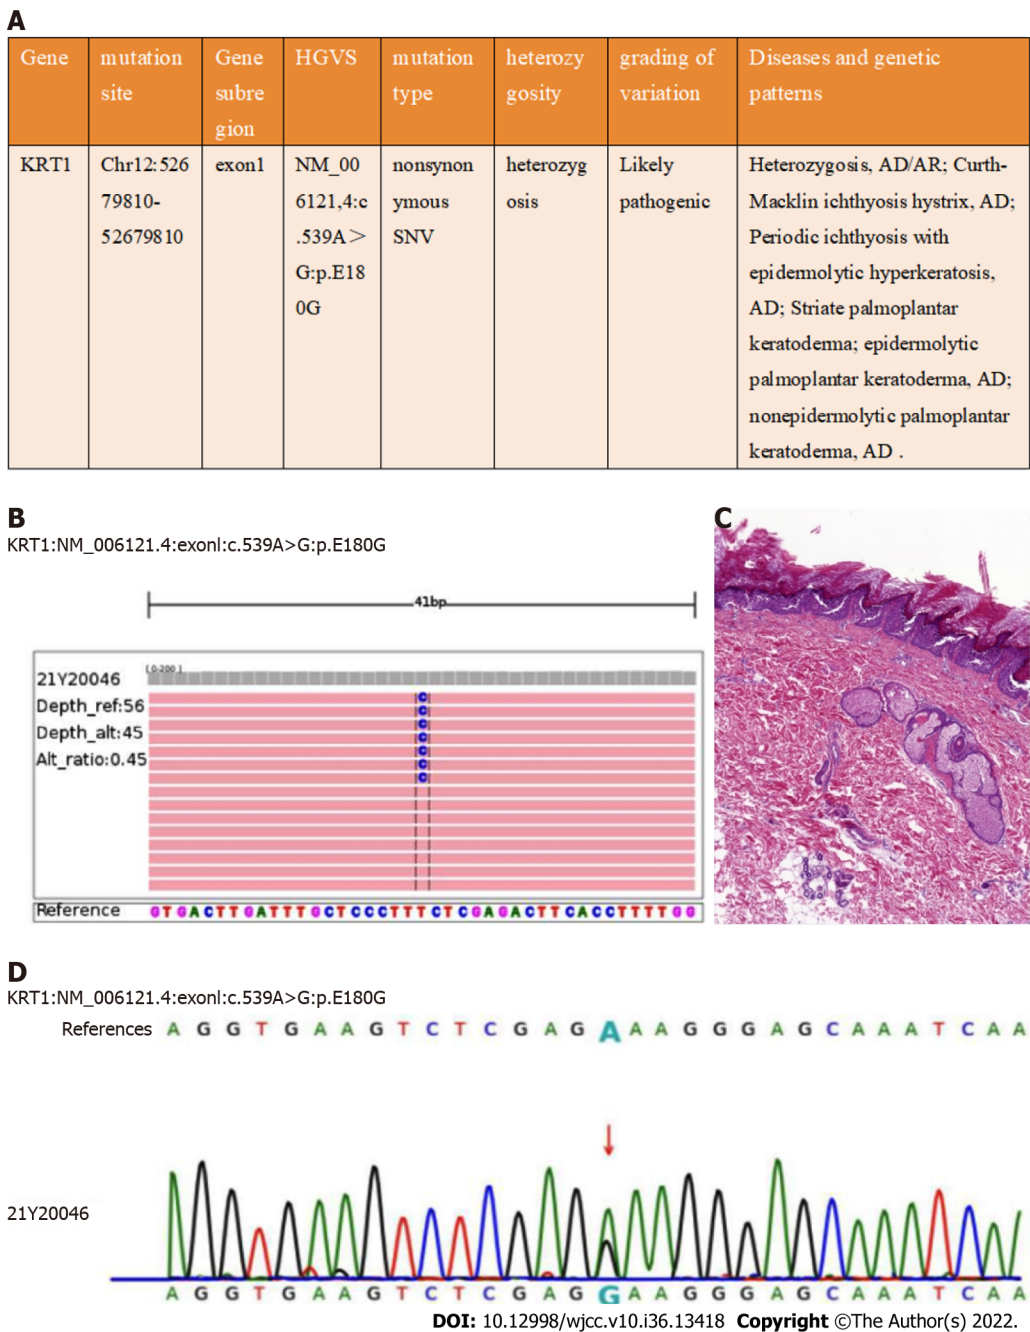 A
Gene
mutation
site
Gene
subre
gion
HGVS
mutation
type
heterozy
gosity
grading of
variation
Diseases and genetic
patterns
KRT1
Chr12:526
79810-
52679810
exon1
NM_00
6121,4:c
.539A＞
G:p.E18
0G
nonsynon
ymous
SNV
heterozyg
osis
Likely
pathogenic
Heterozygosis, AD/AR; Curth-
Macklin ichthyosis hystrix, AD;
Periodic ichthyosis with
epidermolytic hyperkeratosis,
AD; Striate palmoplantar
keratoderma; epidermolytic
palmoplantar keratoderma, AD;
nonepidermolytic palmoplantar
keratoderma, AD .
B
KRT1:NM_006121.4:exonl:c.539A>G:p.E180G
41bp
[ 0-200 ]
21Y20046
Depth_ref:56
Depth_alt:45
Alt_ratio:0.45
C
C
C
C
C
C
C
Reference GTGACTTGATTTGCTCCCTTTCTCGAGACTTCACCTTTTGG
C
D
KRT1:NM_006121.4:exonl:c.539A>G:p.E180G
References A G G T G A A G T C T C G A G A A A G G G A G C A A A T C A A
21Y20046
A G G T G A A G T C T C G A G G A A G G G A G C A A A T C A A
DOI: 10.12998/wjcc.v10.i36.13418 Copyright ©The Author(s) 2022.